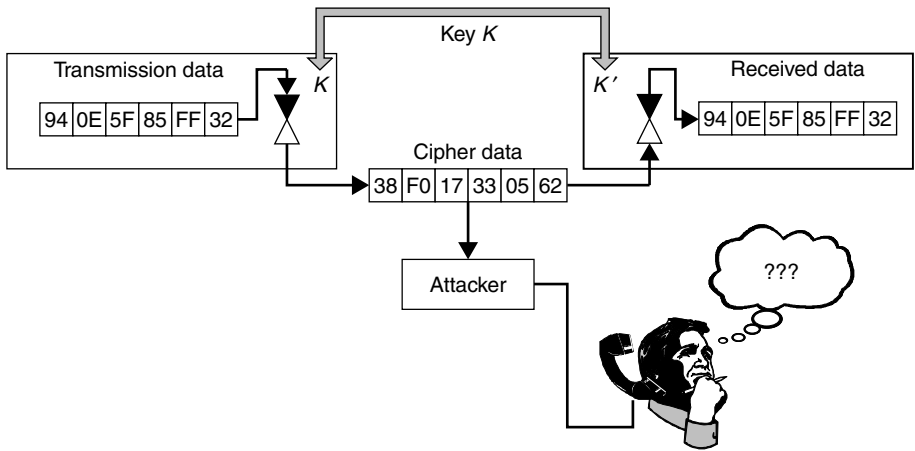 Key K
Transmission data
K
K′
Received data
94 0E 5F 85 FF 32
94 0E 5F 85 FF 32
Cipher data
38 F0 17 33 05 62
Attacker
???